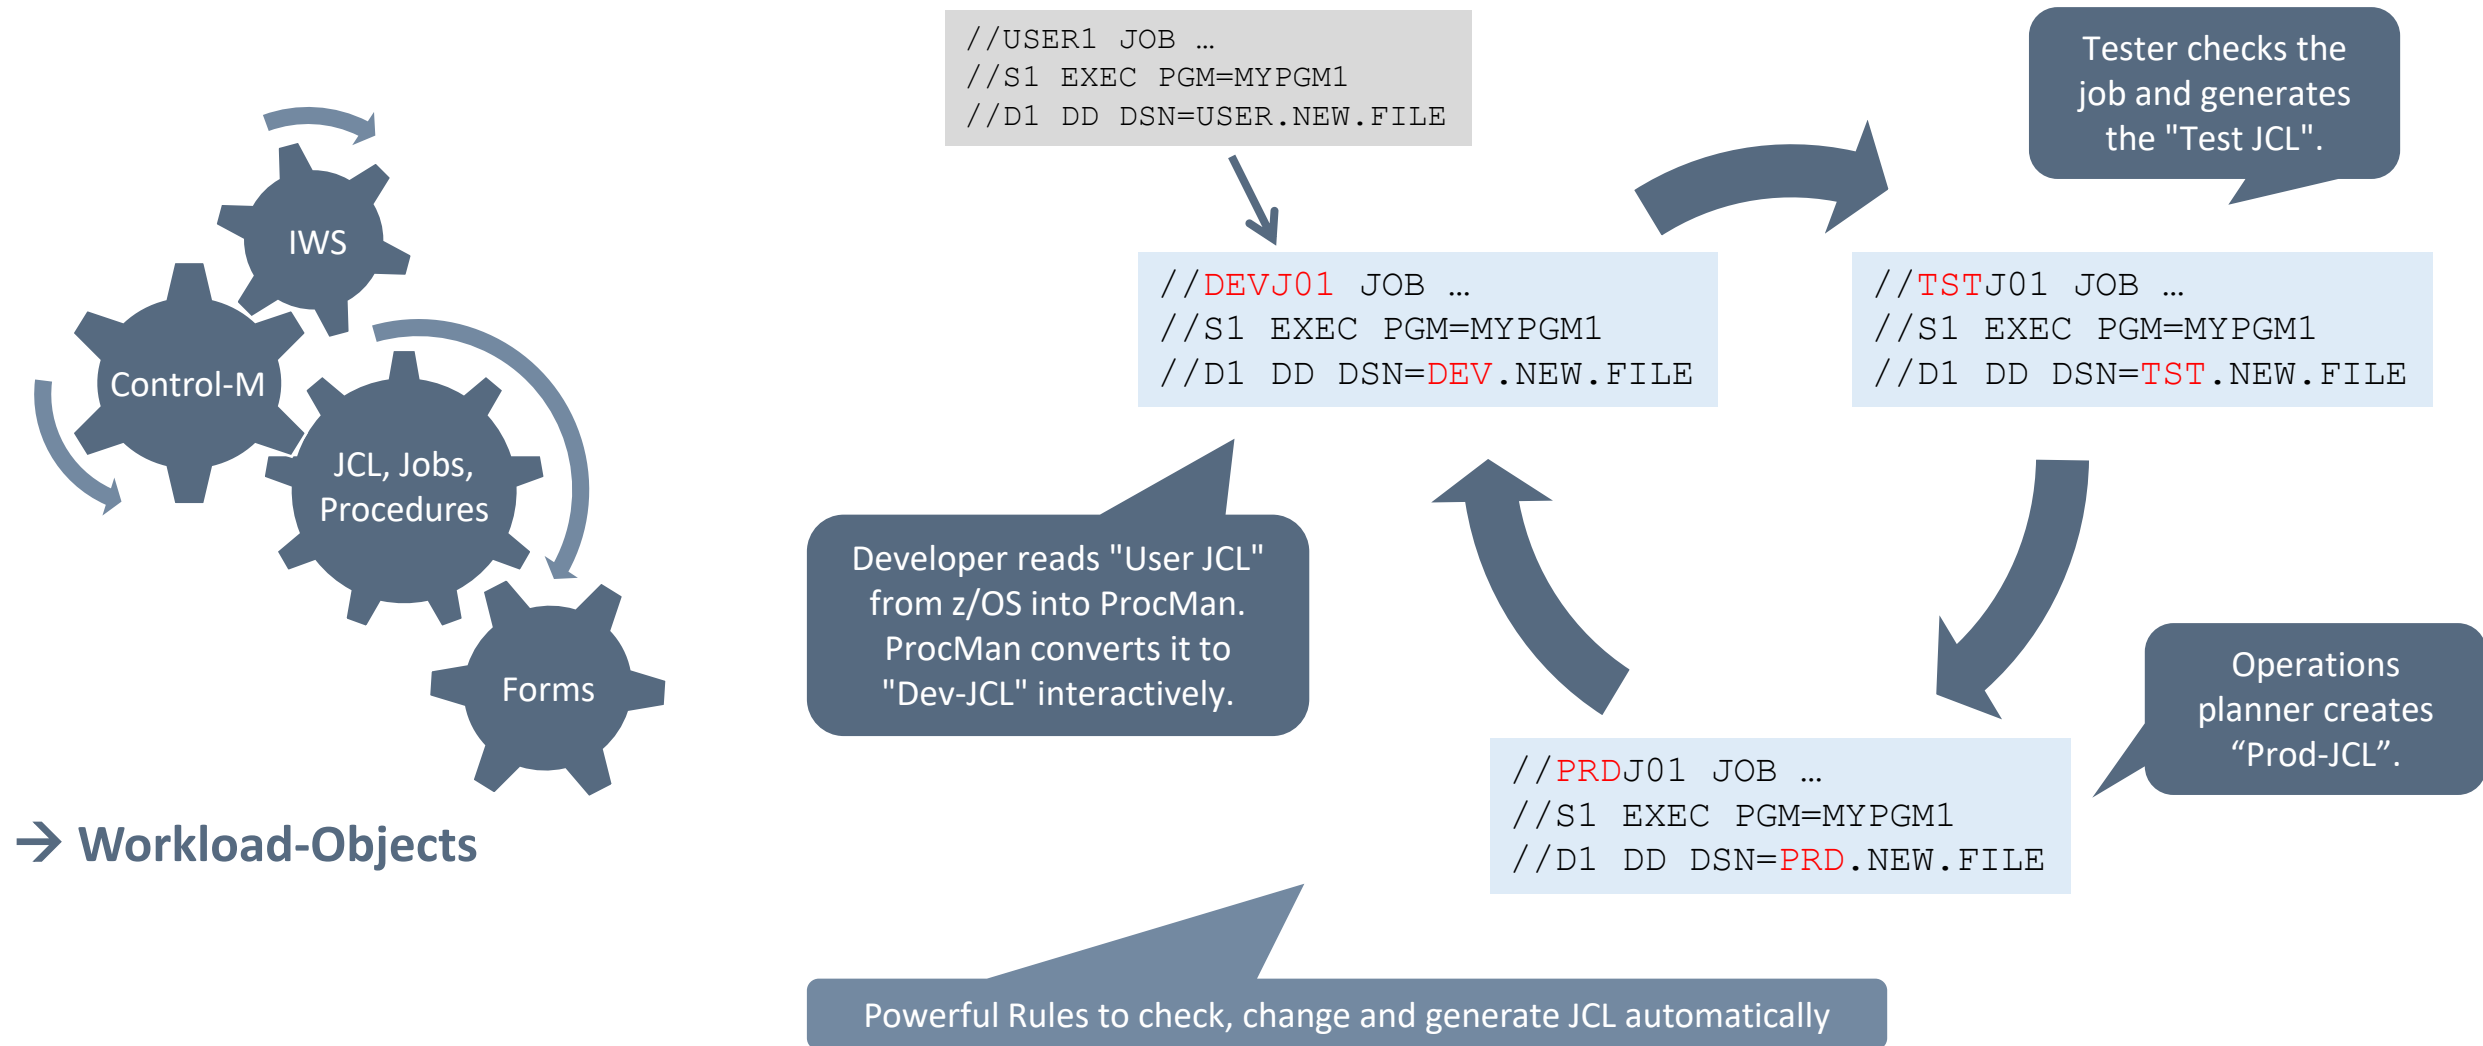 IWS
Control-M
JCL, Jobs,
Procedures
Forms
→ Workload-Objects
//USER1 JOB …
//S1 EXEC PGM=MYPGM1
//D1 DD DSN=USER.NEW.FILE
Tester checks the
job and generates
the "Test JCL".
//DEVJ01 JOB …
//S1 EXEC PGM=MYPGM1
//D1 DD DSN=DEV.NEW.FILE
//TSTJ01 JOB …
//S1 EXEC PGM=MYPGM1
//D1 DD DSN=TST.NEW.FILE
Developer reads "User JCL"
from z/OS into ProcMan.
ProcMan converts it to
"Dev-JCL" interactively.
Operations
planner creates
“Prod-JCL”.
//PRDJ01 JOB …
//S1 EXEC PGM=MYPGM1
//D1 DD DSN=PRD.NEW.FILE
Powerful Rules to check, change and generate JCL automatically